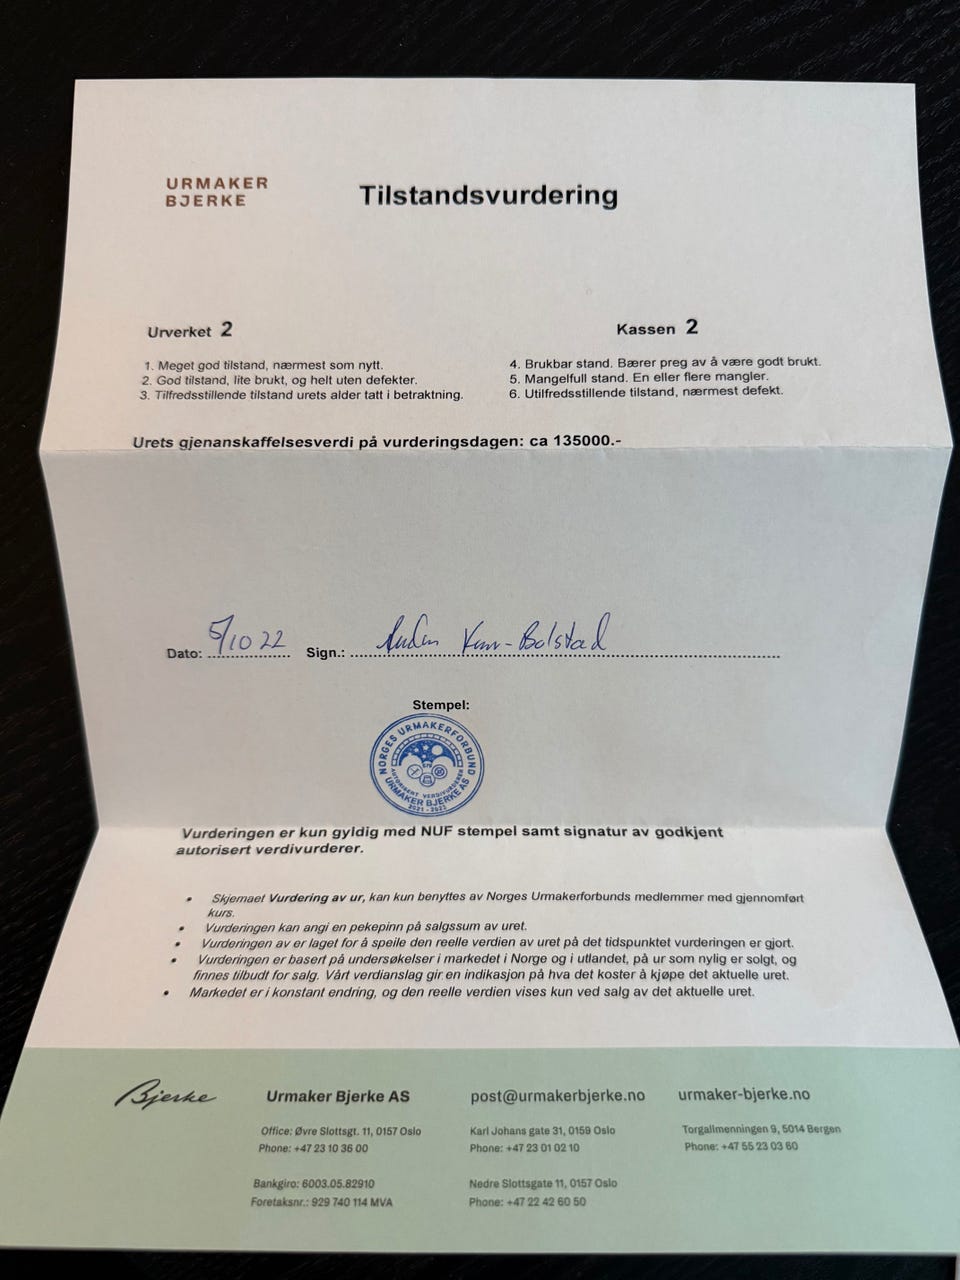 URMAKER
BJERKE
Tilstandsvurdering
Urverket 2
Kassen 2
1. Meget god tilstand, nærmest som nytt.
2. God tilstand, lite brukt, og helt uten defekter.
3. Tilfredsstillende tilstand urets alder tatt i betraktning.
4. Brukbar stand. Bærer preg av å være godt brukt.
5. Mangelfull stand. En eller flere mangler.
6. Utilfredsstillende tilstand, nærmest defekt.
Urets gjenanskaffelsesverdi på vurderingsdagen: ca 135000.-
Dato: 5/10 22 Sign.: -Bolstad
Stempel:
NORGES URMAKERFORBUND
AUTORISERT VERDIVURDERER
URMAKER BJERKE AS
2021 - 2023
Vurderingen er kun gyldig med NUF stempel samt signatur av godkjent
autorisert verdivurderer.
• Skjemaet Vurdering av ur, kan kun benyttes av Norges Urmakerforbunds medlemmer med gjennomført
kurs.
• Vurderingen kan angi en pekepinn på salgssum av uret.
• Vurderingen av er laget for å speile den reelle verdien av uret på det tidspunktet vurderingen er gjort.
• Vurderingen er basert på undersøkelser i markedet i Norge og i utlandet, på ur som nylig er solgt, og
finnes tilbudt for salg. Vårt verdianslag gir en indikasjon på hva det koster å kjøpe det aktuelle uret.
• Markedet er i konstant endring, og den reelle verdien vises kun ved salg av det aktuelle uret.
Bjerke
Urmaker Bjerke AS
Office: Øvre Slottsgt. 11, 0157 Oslo
Phone: +47 23 10 36 00
Bankgiro: 6003.05.82910
Foretaksnr.: 929 740 114 MVA
post@urmakerbjerke.no
Karl Johans gate 31, 0159 Oslo
Phone: +47 23 01 02 10
Nedre Slottsgate 11, 0157 Oslo
Phone: +47 22 42 60 50
urmaker-bjerke.no
Torgallmenningen 9, 5014 Bergen
Phone: +47 55 23 03 60